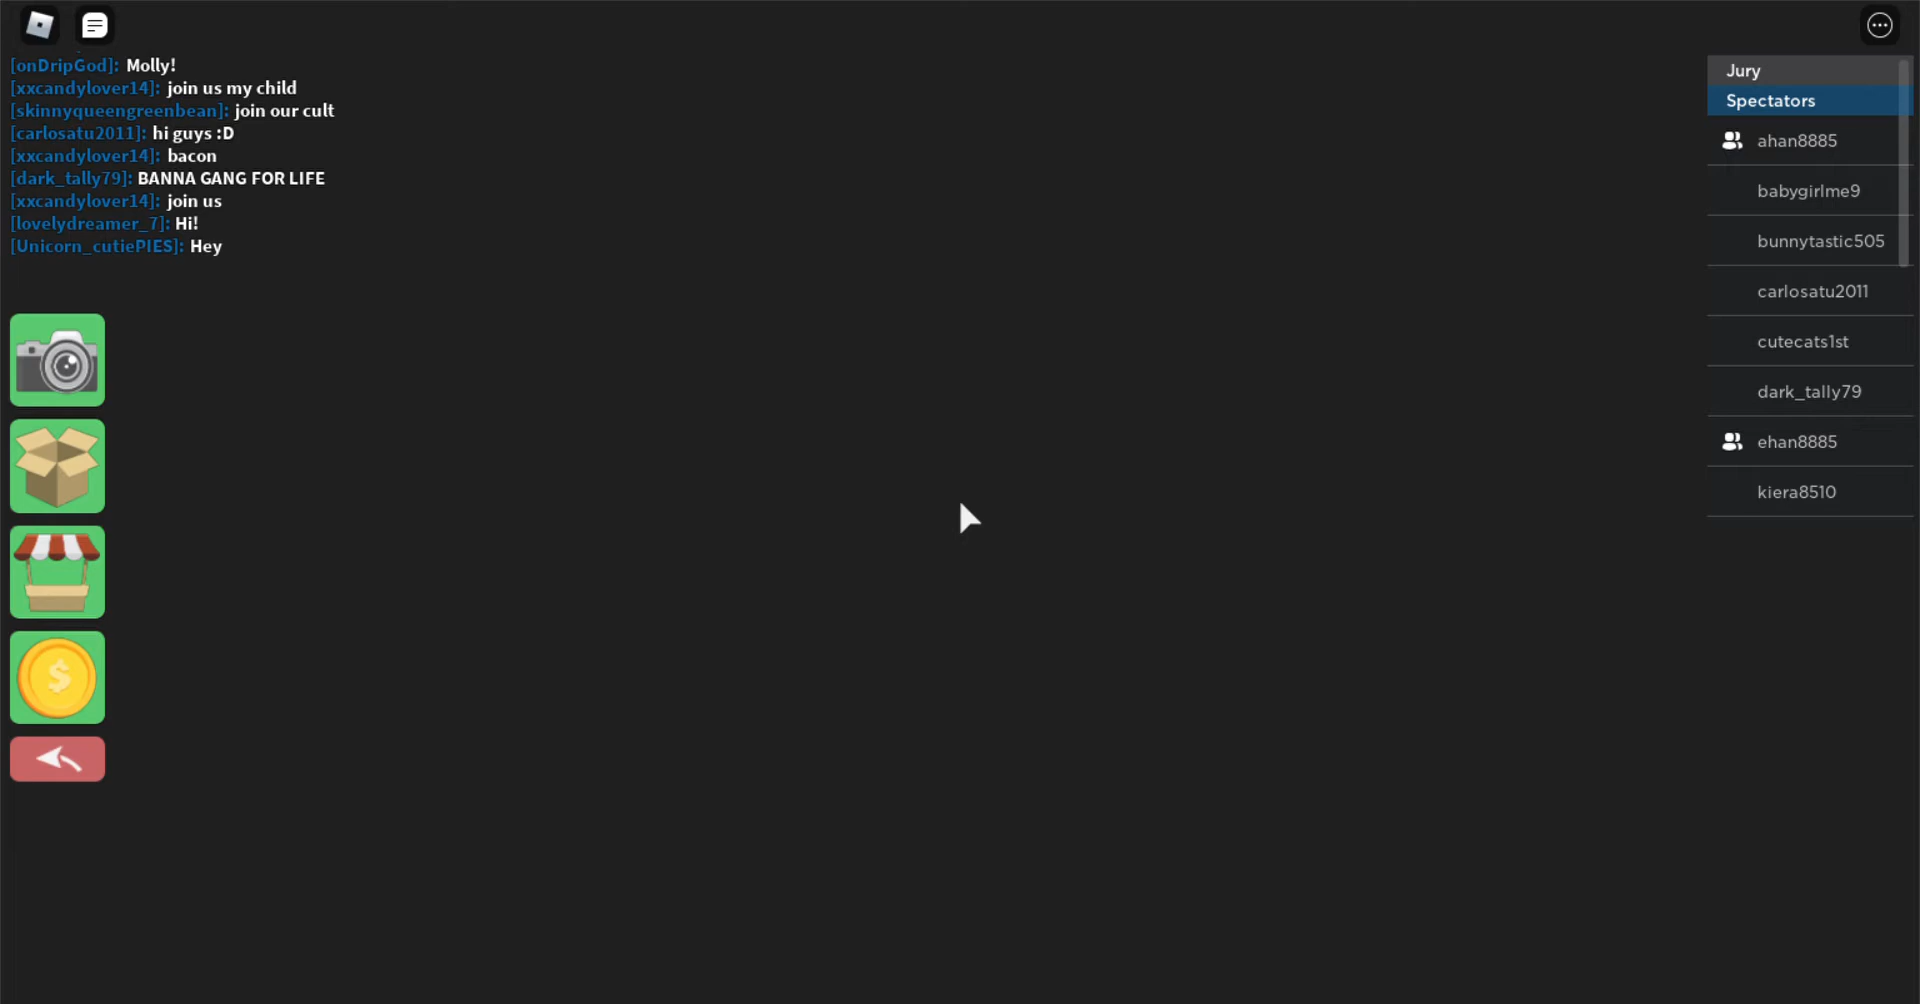 [onDripGod]: Molly!
[xxcandylover14]: join us my child
[skinnyqueengreenbean]: join our cult
[carlosatu2011]: hi guys :D
[xxcandylover14]: bacon
[dark_tally79]: BANNA GANG FOR LIFE
[xxcandylover14]: join us
[lovelydreamer_7]: Hi!
[Unicorn_cutiePIES]: Hey
$
Jury
Spectators
ahan8885
babygirlme9
bunnytastic505
carlosatu2011
cutecats1st
dark_tally79
ehan8885
kiera8510